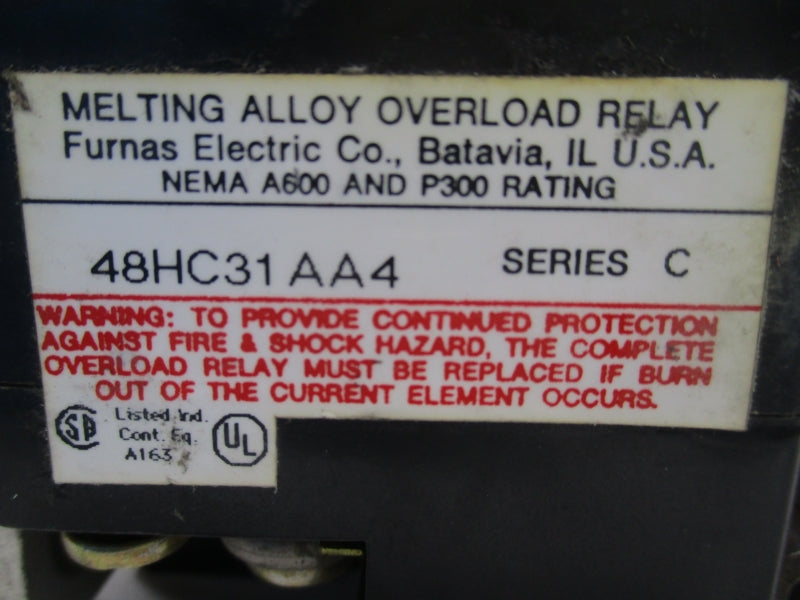 MELTING ALLOY OVERLOAD RELAY
Furnas Electric Co., Batavia, IL U.S.A.
NEMA A600 AND P300 RATING
48HC31AA4 SERIES C
WARNING: TO PROVIDE CONTINUED PROTECTION
AGAINST FIRE & SHOCK HAZARD, THE COMPLETE
OVERLOAD RELAY MUST BE REPLACED IF BURN
OUT OF THE CURRENT ELEMENT OCCURS.
SA Listed Ind. UL
Cont. Eq.
A163